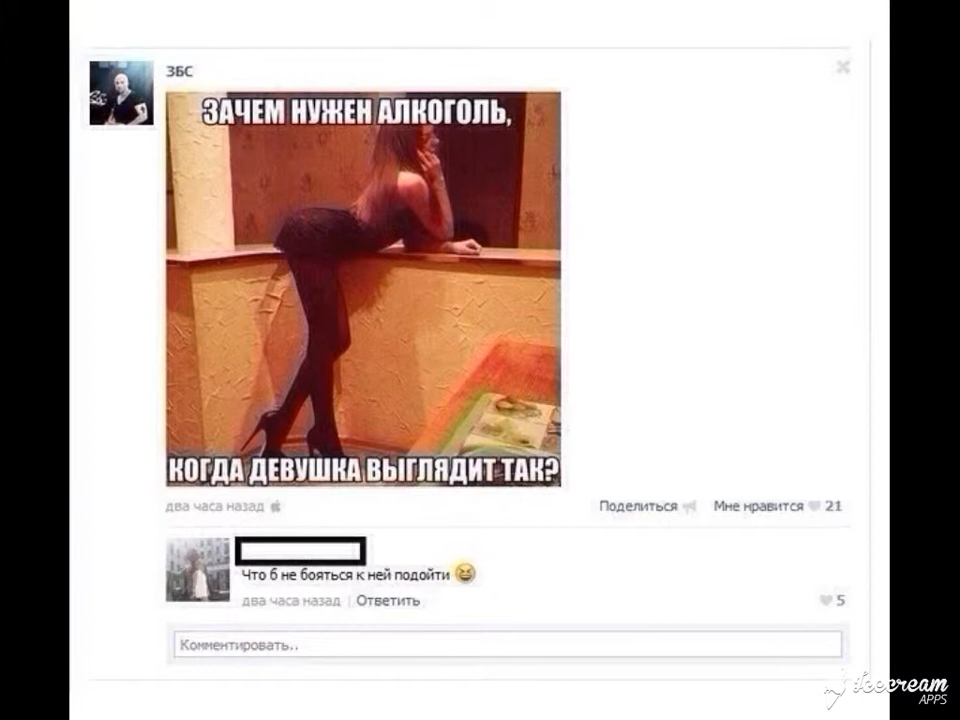 ЗБС
ЗАЧЕМ НУЖЕН АЛКОГОЛЬ,
КОГДА ДЕВУШКА ВЫГЛЯДИТ ТАК?
два часа назад
Поделиться
Мне нравится 21
Что б не бояться к ней подойти
два часа назад | Ответить
5
Комментировать..
Icecream
APPS